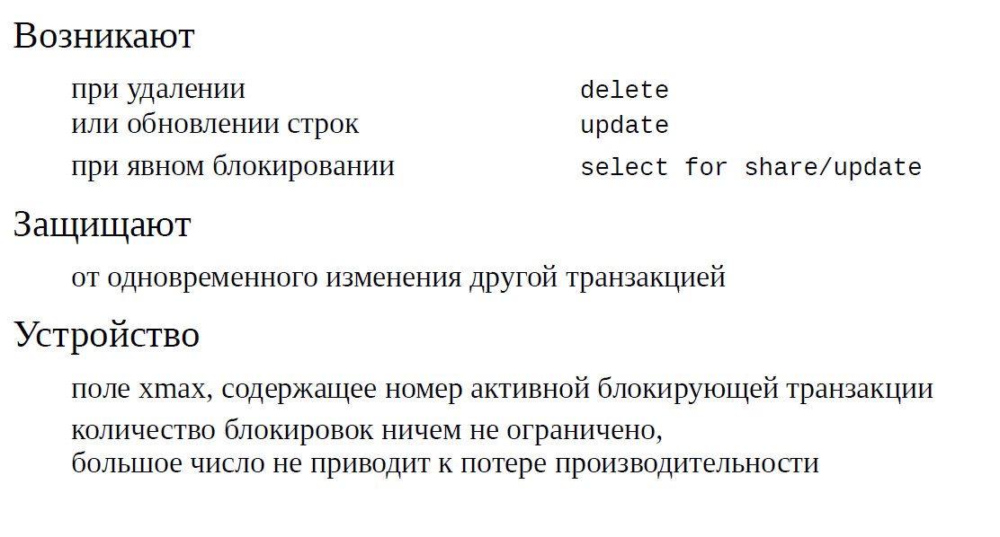 Возникают
при удалении delete
или обновлении строк update
при явном блокировании select for share/update
Защищают
от одновременного изменения другой транзакцией
Устройство
поле xmax, содержащее номер активной блокирующей транзакции
количество блокировок ничем не ограничено,
большое число не приводит к потере производительности